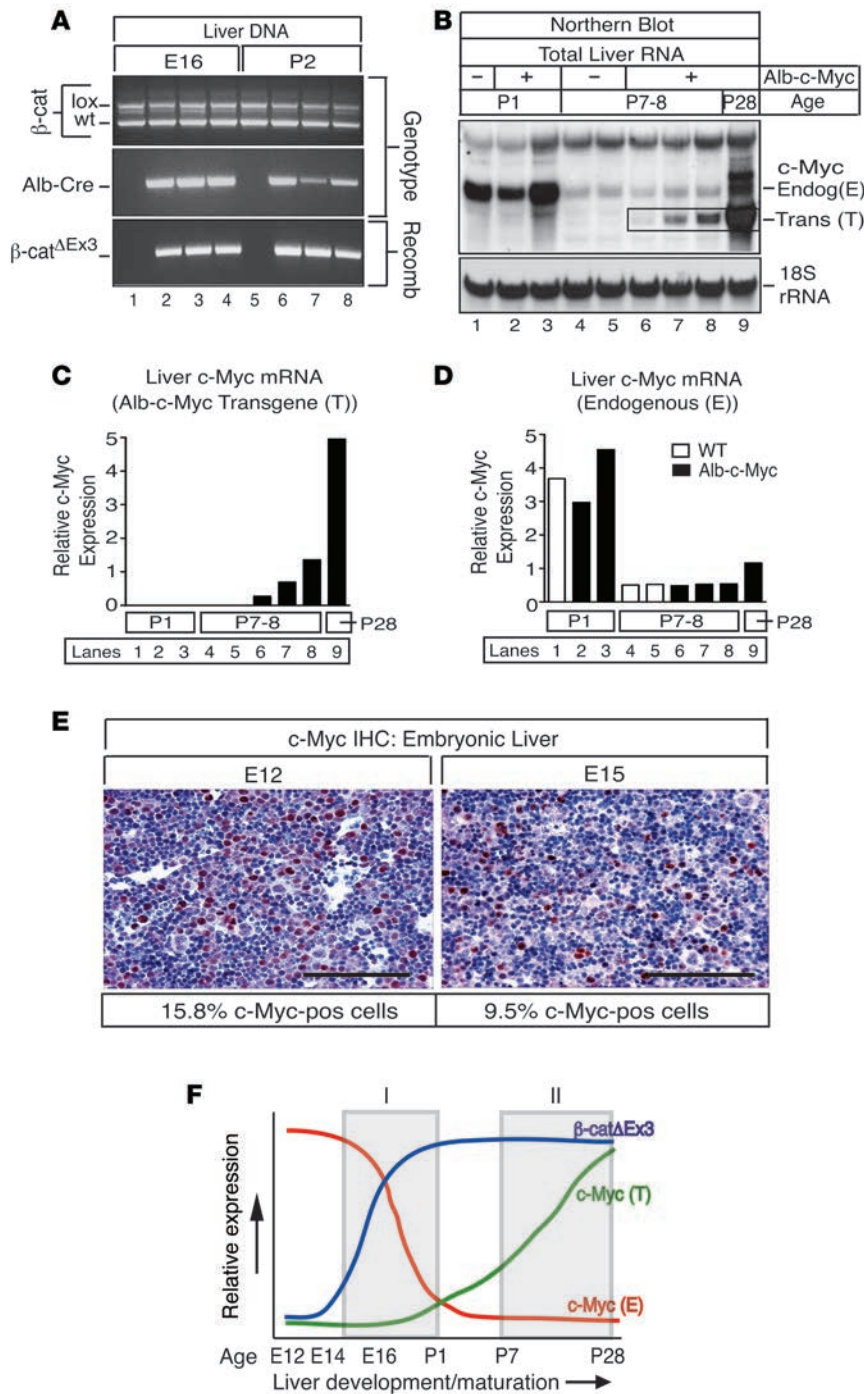 A
Liver DNA
E16 P2
β-cat
lox
wt
Alb-Cre
β-catΔEx3
Genotype
Recomb
1 2 3 4 5 6 7 8
B
Northern Blot
Total Liver RNA
− + − + Alb-c-Myc
P1 P7-8 P28 Age
c-Myc
Endog(E)
Trans (T)
18S
rRNA
1 2 3 4 5 6 7 8 9
C
Liver c-Myc mRNA
(Alb-c-Myc Transgene (T))
Relative c-Myc
Expression
5
4
3
2
1
0
P1 P7-8 P28
Lanes 1 2 3 4 5 6 7 8 9
D
Liver c-Myc mRNA
(Endogenous (E))
WT
Alb-c-Myc
Relative c-Myc
Expression
5
4
3
2
1
0
P1 P7-8 P28
Lanes 1 2 3 4 5 6 7 8 9
E
c-Myc IHC: Embryonic Liver
E12 E15
15.8% c-Myc-pos cells 9.5% c-Myc-pos cells
F
I II
β-catΔEx3
c-Myc (T)
c-Myc (E)
Relative expression
Age E12 E14 E16 P1 P7 P28
Liver development/maturation